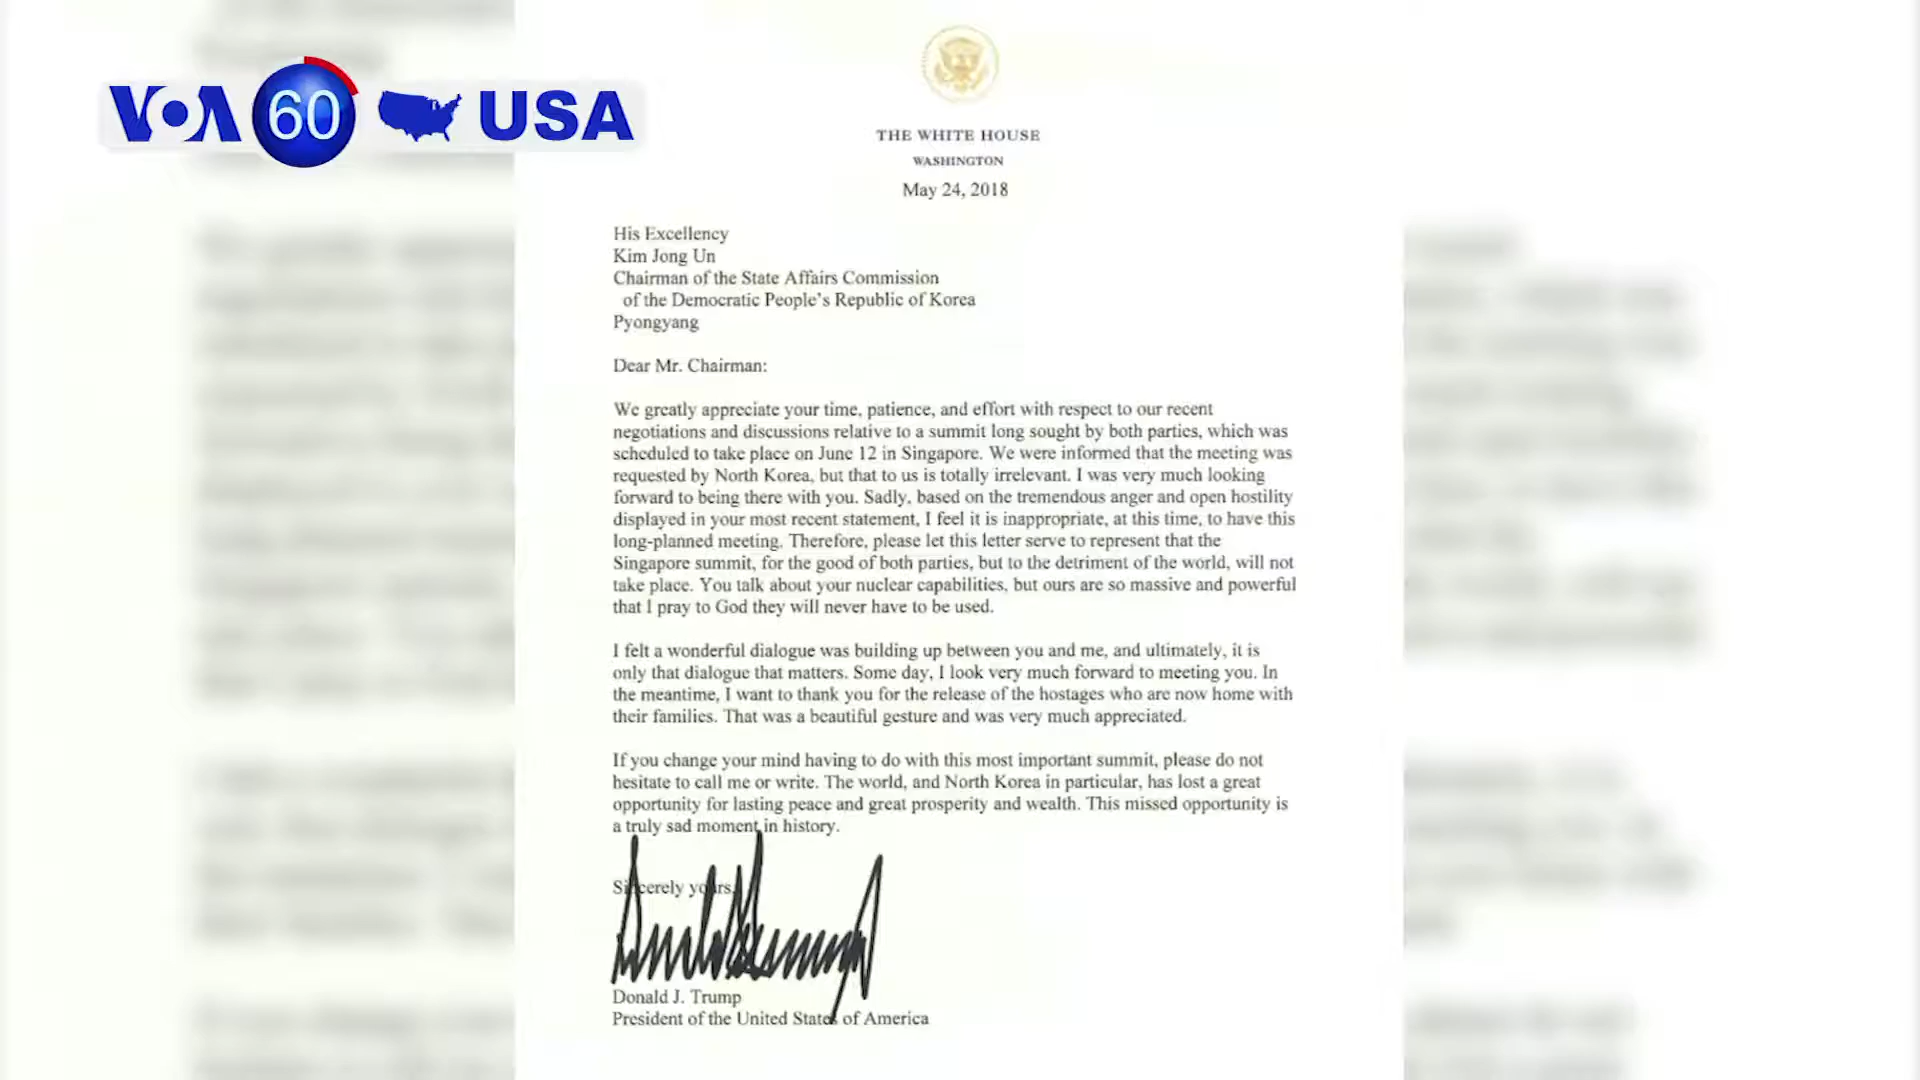 VOA 60 USA
THE WHITE HOUSE
WASHINGTON
May 24, 2018
His Excellency
Kim Jong Un
Chairman of the State Affairs Commission
of the Democratic People's Republic of Korea
Pyongyang
Dear Mr. Chairman:
We greatly appreciate your time, patience, and effort with respect to our recent
negotiations and discussions relative to a summit long sought by both parties, which was
scheduled to take place on June 12 in Singapore. We were informed that the meeting was
requested by North Korea, but that to us is totally irrelevant. I was very much looking
forward to being there with you. Sadly, based on the tremendous anger and open hostility
displayed in your most recent statement, I feel it is inappropriate, at this time, to have this
long-planned meeting. Therefore, please let this letter serve to represent that the
Singapore summit, for the good of both parties, but to the detriment of the world, will not
take place. You talk about your nuclear capabilities, but ours are so massive and powerful
that I pray to God they will never have to be used.
I felt a wonderful dialogue was building up between you and me, and ultimately, it is
only that dialogue that matters. Some day, I look very much forward to meeting you. In
the meantime, I want to thank you for the release of the hostages who are now home with
their families. That was a beautiful gesture and was very much appreciated.
If you change your mind having to do with this most important summit, please do not
hesitate to call me or write. The world, and North Korea in particular, has lost a great
opportunity for lasting peace and great prosperity and wealth. This missed opportunity is
a truly sad moment in history.
Sincerely yours,
Donald J. Trump
President of the United States of America